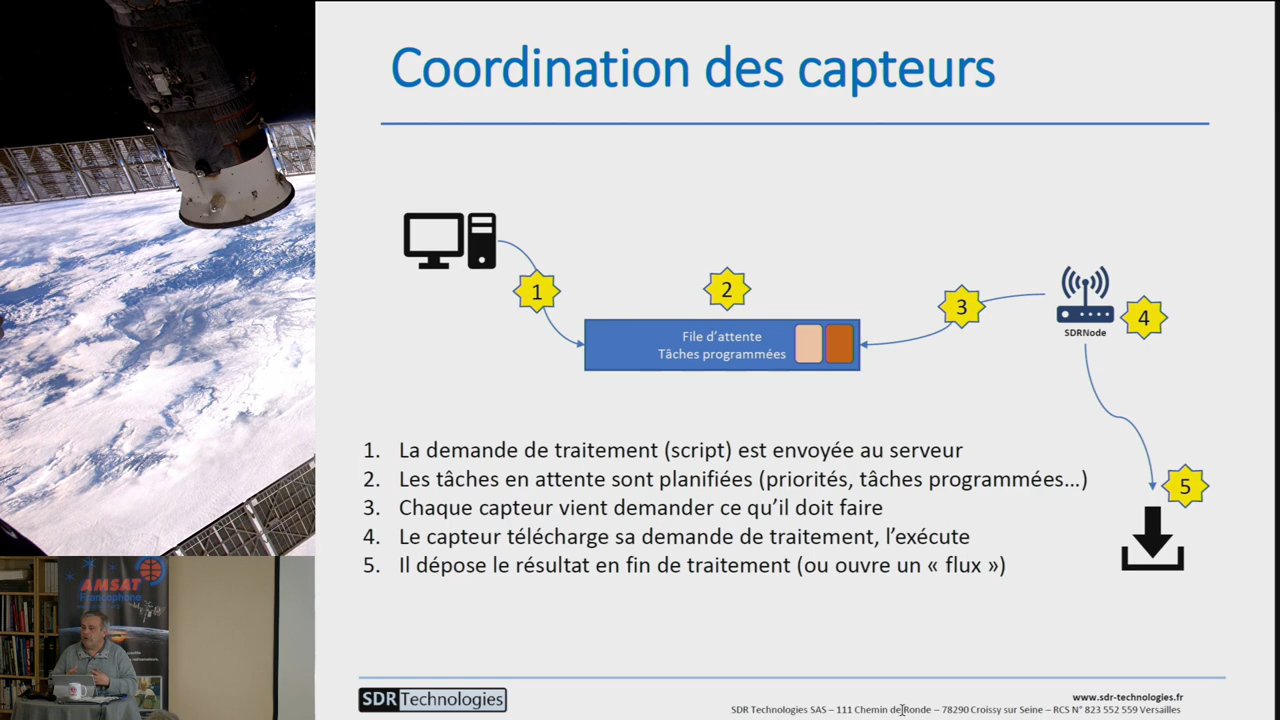 Coordination des capteurs
1
2
3
4
SDRNode
File d'attente
Tâches programmées
5
1. La demande de traitement (script) est envoyée au serveur
2. Les tâches en attente sont planifiées (priorités, tâches programmées...)
3. Chaque capteur vient demander ce qu'il doit faire
4. Le capteur télécharge sa demande de traitement, l'exécute
5. Il dépose le résultat en fin de traitement (ou ouvre un « flux »)
AMSAT
Francophone
SDR Technologies
www.sdr-technologies.fr
SDR Technologies SAS – 111 Chemin de Ronde – 78290 Croissy sur Seine – RCS N° 823 552 559 Versailles